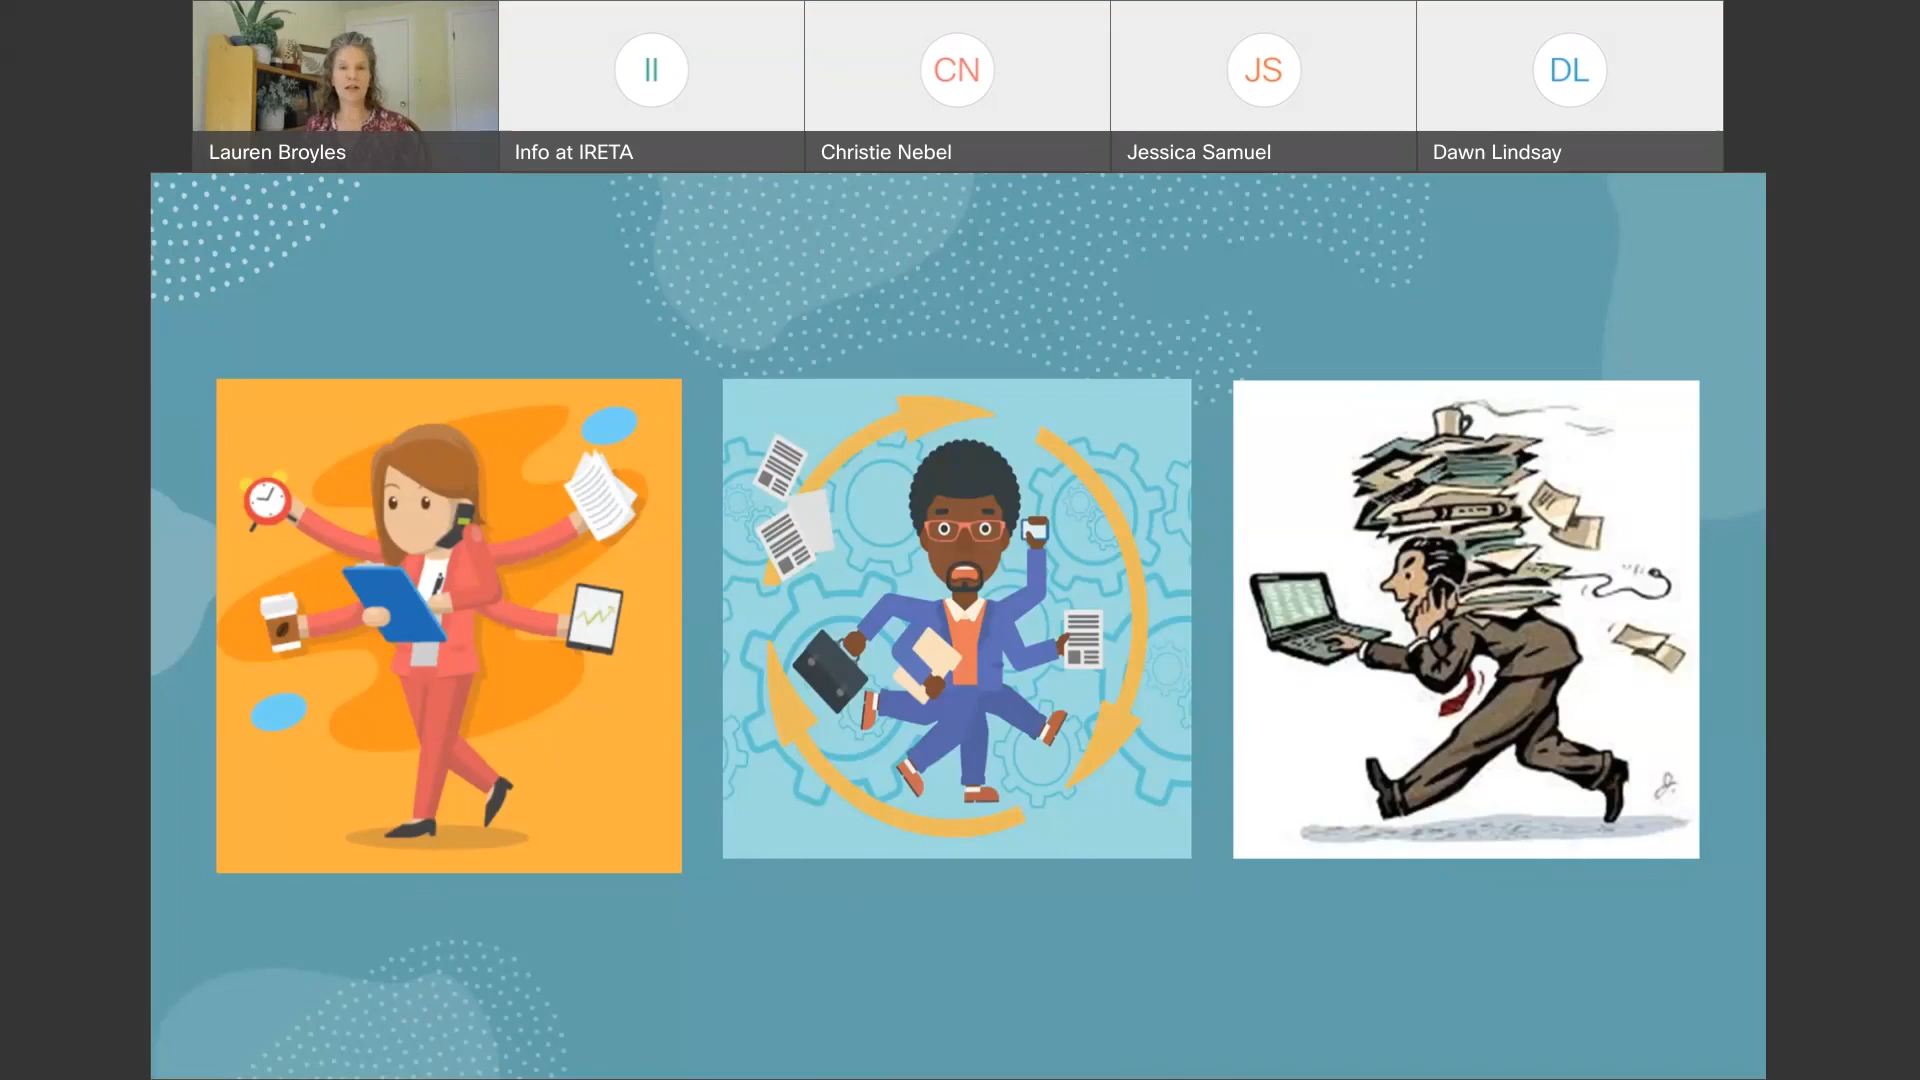 II
CN
JS
DL
Lauren Broyles
Info at IRETA
Christie Nebel
Jessica Samuel
Dawn Lindsay